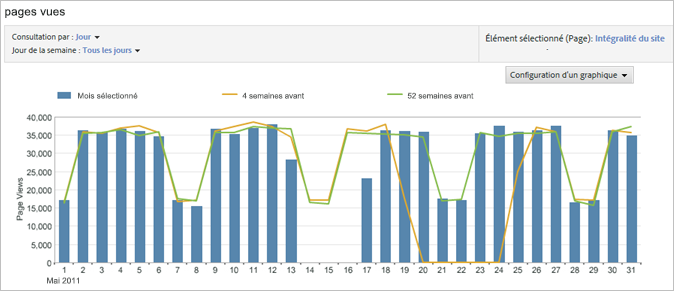 pages vues
Consultation par : Jour
Jour de la semaine : Tous les jours
Élément sélectionné (Page): Intégralité du site
Configuration d'un graphique
Mois sélectionné
4 semaines avant
52 semaines avant
40,000
35,000
30,000
25,000
20,000
15,000
10,000
5,000
0
Page Views
1 2 3 4 5 6 7 8 9 10 11 12 13 14 15 16 17 18 19 20 21 22 23 24 25 26 27 28 29 30 31
Mai 2011